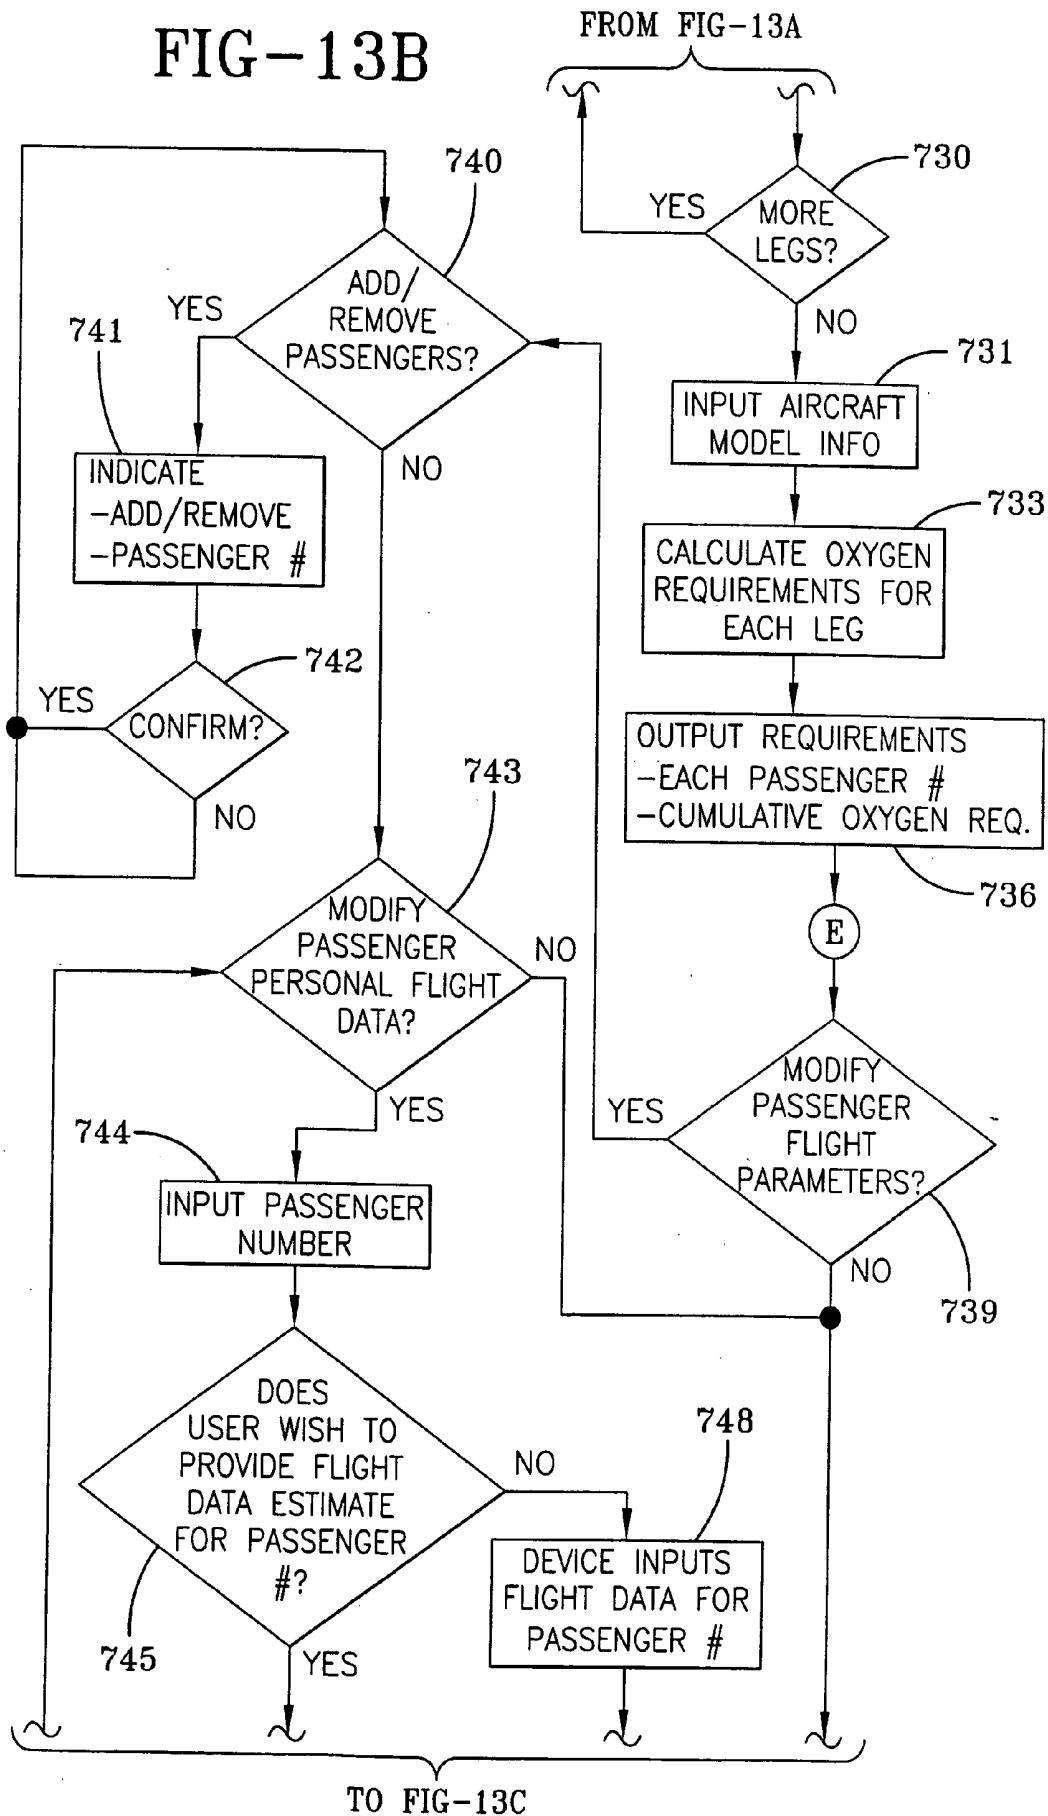 FIG-13B
FROM FIG-13A
730
YES
MORE
LEGS?
NO
731
INPUT AIRCRAFT
MODEL INFO
733
CALCULATE OXYGEN
REQUIREMENTS FOR
EACH LEG
OUTPUT REQUIREMENTS
-EACH PASSENGER #
-CUMULATIVE OXYGEN REQ.
736
E
MODIFY
PASSENGER
FLIGHT
PARAMETERS?
YES
NO
739
740
ADD/
REMOVE
PASSENGERS?
YES
NO
741
INDICATE
-ADD/REMOVE
-PASSENGER #
742
YES
CONFIRM?
NO
743
MODIFY
PASSENGER
PERSONAL FLIGHT
DATA?
NO
YES
744
INPUT PASSENGER
NUMBER
DOES
USER WISH TO
PROVIDE FLIGHT
DATA ESTIMATE
FOR PASSENGER
#?
NO
745
YES
748
DEVICE INPUTS
FLIGHT DATA FOR
PASSENGER #
TO FIG-13C